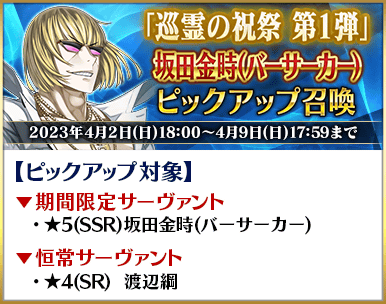 「巡霊の祝祭 第1弾」
坂田金時(バーサーカー)
ピックアップ召喚
2023年4月2日(日)18:00～4月9日(日)17:59まで
【ピックアップ対象】
▼期間限定サーヴァント
・★5(SSR)坂田金時(バーサーカー)
▼恒常サーヴァント
・★4(SR) 渡辺綱